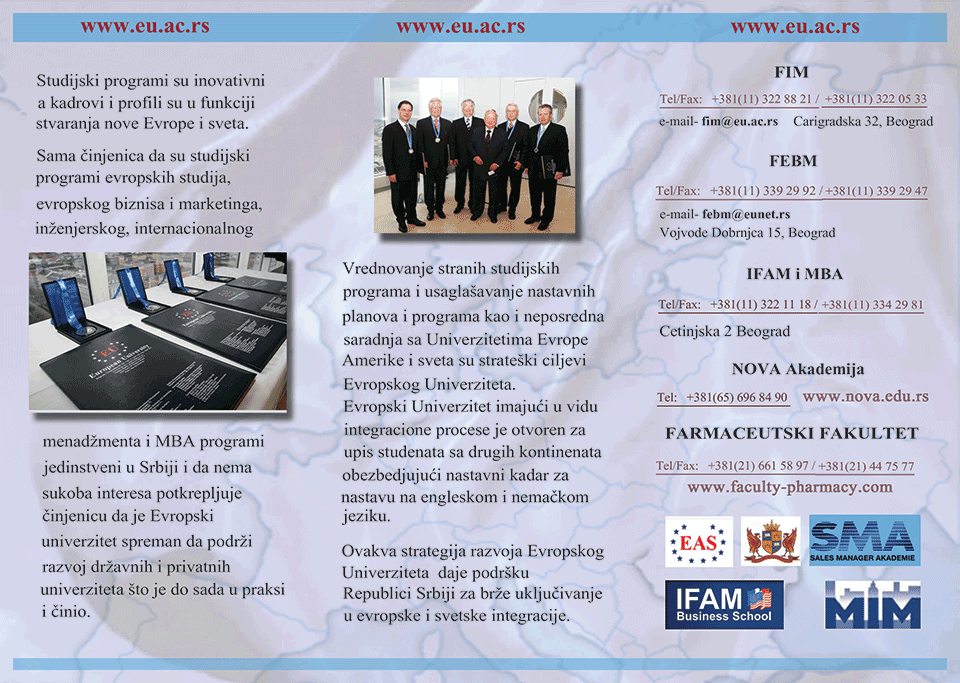 www.eu.ac.rs
Studijski programi su inovativni
a kadrovi i profili su u funkciji
stvaranja nove Evrope i sveta.
Sama činjenica da su studijski
programi evropskih studija,
evropskog biznisa i marketinga,
inženjerskog, internacionalnog
EU
European University
menadžmenta i MBA programi
jedinstveni u Srbiji i da nema
sukoba interesa potkrepljuje
činjenicu da je Evropski
univerzitet spreman da podrži
razvoj državnih i privatnih
univerziteta što je do sada u praksi
i činio.
www.eu.ac.rs
Vrednovanje stranih studijskih
programa i usaglašavanje nastavnih
planova i programa kao i neposredna
saradnja sa Univerzitetima Evrope
Amerike i sveta su strateški ciljevi
Evropskog Univerziteta.
Evropski Univerzitet imajući u vidu
integracione procese je otvoren za
upis studenata sa drugih kontinenata
obezbedjujući nastavni kadar za
nastavu na engleskom i nemačkom
jeziku.
Ovakva strategija razvoja Evropskog
Univerziteta daje podršku
Republici Srbiji za brže uključivanje
u evropske i svetske integracije.
www.eu.ac.rs
FIM
Tel/Fax: +381(11) 322 88 21 / +381(11) 322 05 33
e-mail- fim@eu.ac.rs Carigradska 32, Beograd
FEBM
Tel/Fax: +381(11) 339 29 92 / +381(11) 339 29 47
e-mail- febm@eunet.rs
Vojvode Dobrnjca 15, Beograd
IFAM i MBA
Tel/Fax: +381(11) 322 11 18 / +381(11) 334 29 81
Cetinjska 2 Beograd
NOVA Akademija
Tel: +381(65) 696 84 90 www.nova.edu.rs
FARMACEUTSKI FAKULTET
Tel/Fax: +381(21) 661 58 97 / +381(21) 44 75 77
www.faculty-pharmacy.com
EAS
SMA
SALES MANAGER AKADEMIE
IFAM
Business School
MIM